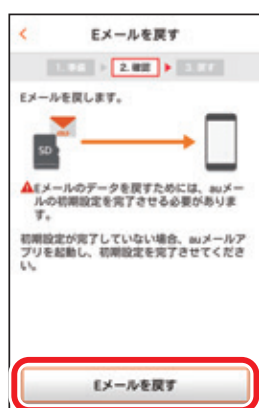 Eメールを戻す
1. 準備 2. 確認 3. 戻す
Eメールを戻します。
au
SD
Eメールのデータを戻すためには、auメー
ルの初期設定を完了させる必要がありま
す。
初期設定が完了していない場合、auメールア
プリを起動し、初期設定を完了させてくださ
い。
Eメールを戻す